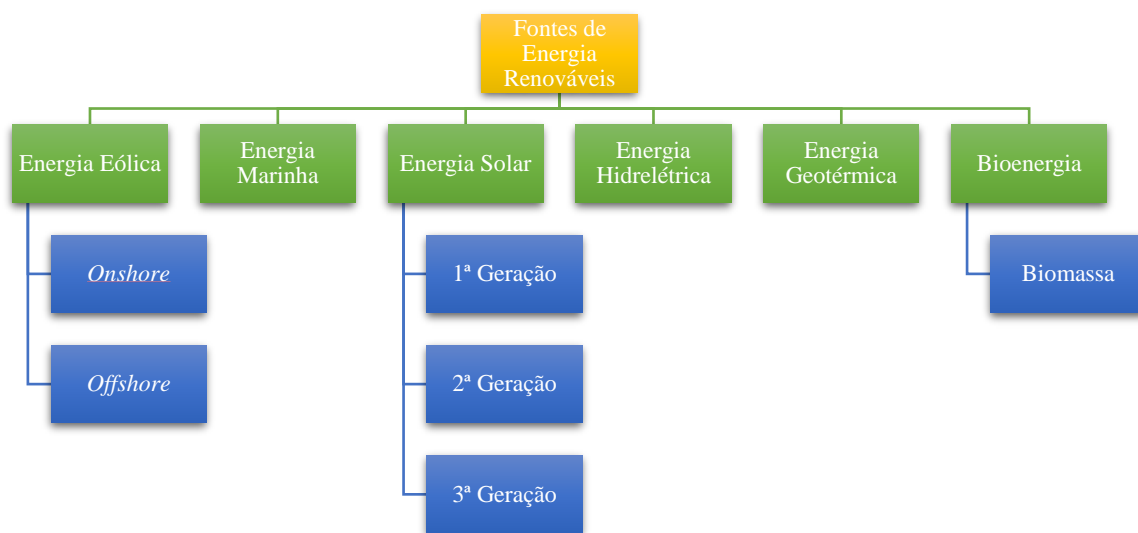 Fontes de
Energia
Renováveis
Energia Eólica
Energia
Marinha
Energia Solar
Energia
Hidrelétrica
Energia
Geotérmica
Bioenergia
Onshore
Offshore
1ª Geração
2ª Geração
3ª Geração
Biomassa